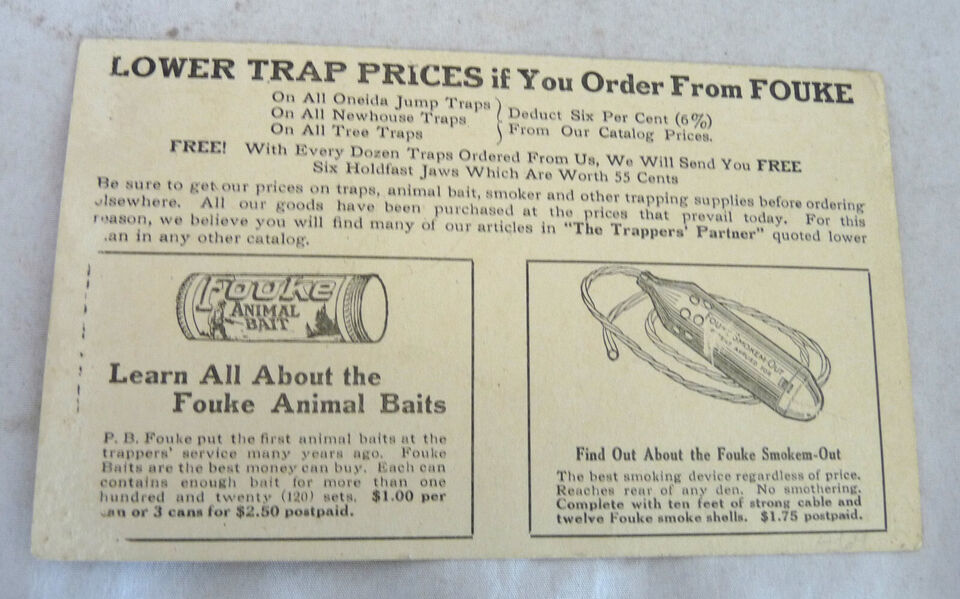 LOWER TRAP PRICES if You Order From FOUKE
On All Oneida Jump Traps
On All Newhouse Traps
On All Tree Traps
Deduct Six Per Cent (6%)
From Our Catalog Prices.
FREE! With Every Dozen Traps Ordered From Us, We Will Send You FREE
Six Holdfast Jaws Which Are Worth 55 Cents
Be sure to get our prices on traps, animal bait, smoker and other trapping supplies before ordering
elsewhere. All our goods have been purchased at the prices that prevail today. For this
reason, we believe you will find many of our articles in "The Trappers' Partner" quoted lower
an in any other catalog.
Fouke
ANIMAL
BAIT
Learn All About the
Fouke Animal Baits
P. B. Fouke put the first animal baits at the
trappers' service many years ago. Fouke
Baits are the best money can buy. Each can
contains enough bait for more than one
hundred and twenty (120) sets. $1.00 per
an or 3 cans for $2.50 postpaid.
FOUKE SMOKEM-OUT
Find Out About the Fouke Smokem-Out
The best smoking device regardless of price.
Reaches rear of any den. No smothering.
Complete with ten feet of strong cable and
twelve Fouke smoke shells. $1.75 postpaid.